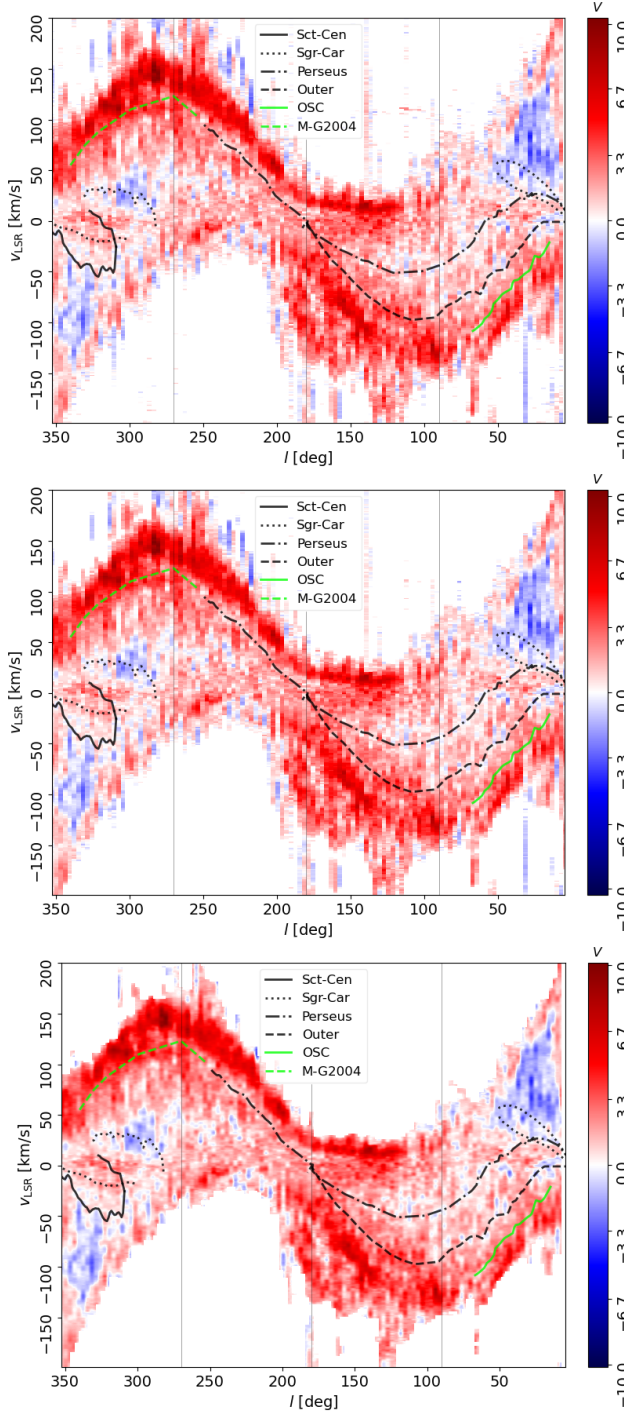 V
200
150
100
50
0
−50
−100
−150
v_LSR [km/s]
Sct-Cen
Sgr-Car
Perseus
Outer
OSC
M-G2004
350 300 250 200 150 100 50
l [deg]
10.0
6.7
3.3
0.0
−3.3
−6.7
−10.0
V
200
150
100
50
0
−50
−100
−150
v_LSR [km/s]
Sct-Cen
Sgr-Car
Perseus
Outer
OSC
M-G2004
350 300 250 200 150 100 50
l [deg]
10.0
6.7
3.3
0.0
−3.3
−6.7
−10.0
V
200
150
100
50
0
−50
−100
−150
v_LSR [km/s]
Sct-Cen
Sgr-Car
Perseus
Outer
OSC
M-G2004
350 300 250 200 150 100 50
l [deg]
10.0
6.7
3.3
0.0
−3.3
−6.7
−10.0